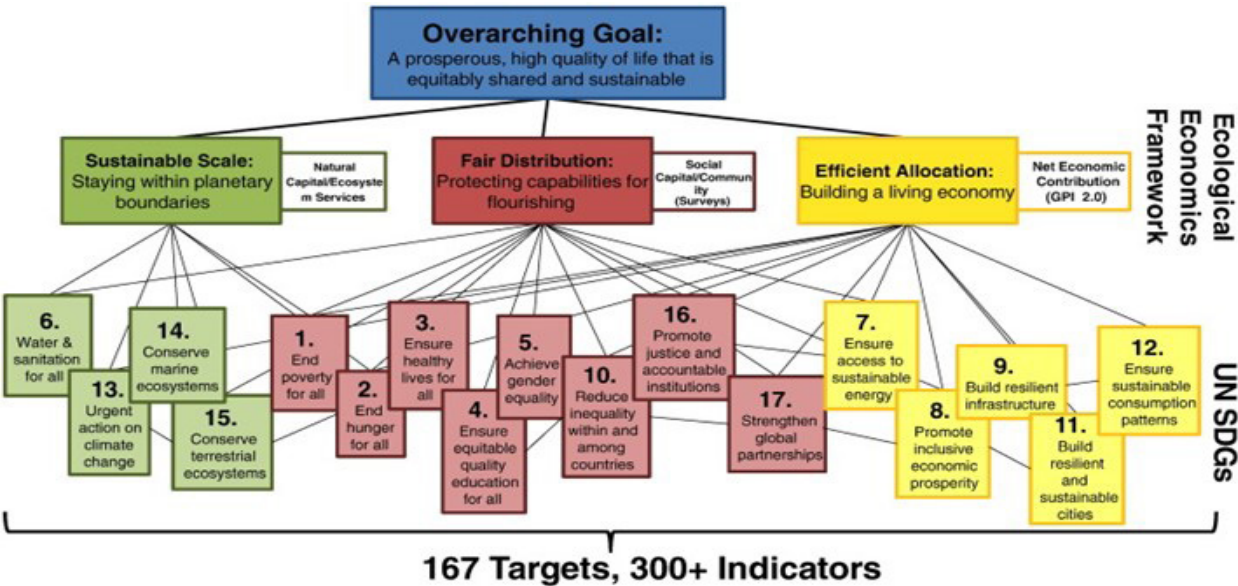 Overarching Goal:
A prosperous, high quality of life that is
equitably shared and sustainable
Sustainable Scale:
Staying within planetary
boundaries
Natural
Capital/Ecosyste
m Services
Fair Distribution:
Protecting capabilities for
flourishing
Social
Capital/Commun
ity
(Surveys)
Efficient Allocation:
Building a living economy
Net Economic
Contribution
(GPI 2.0)
Ecological
Economics
Framework
6.
Water &
sanitation
for all
13.
Urgent
action on
climate
change
14.
Conserve
marine
ecosystems
15.
Conserve
terrestrial
ecosystems
1.
End
poverty
for all
2.
End
hunger
for all
3.
Ensure
healthy
lives for
all
4.
Ensure
equitable
quality
education
for all
5.
Achieve
gender
equality
10.
Reduce
inequality
within and
among
countries
16.
Promote
justice and
accountable
institutions
17.
Strengthen
global
partnerships
7.
Ensure
access to
sustainable
energy
8.
Promote
inclusive
economic
prosperity
9.
Build resilient
infrastructure
11.
Build
resilient
and
sustainable
cities
12.
Ensure
sustainable
consumption
patterns
UN SDGs
167 Targets, 300+ Indicators